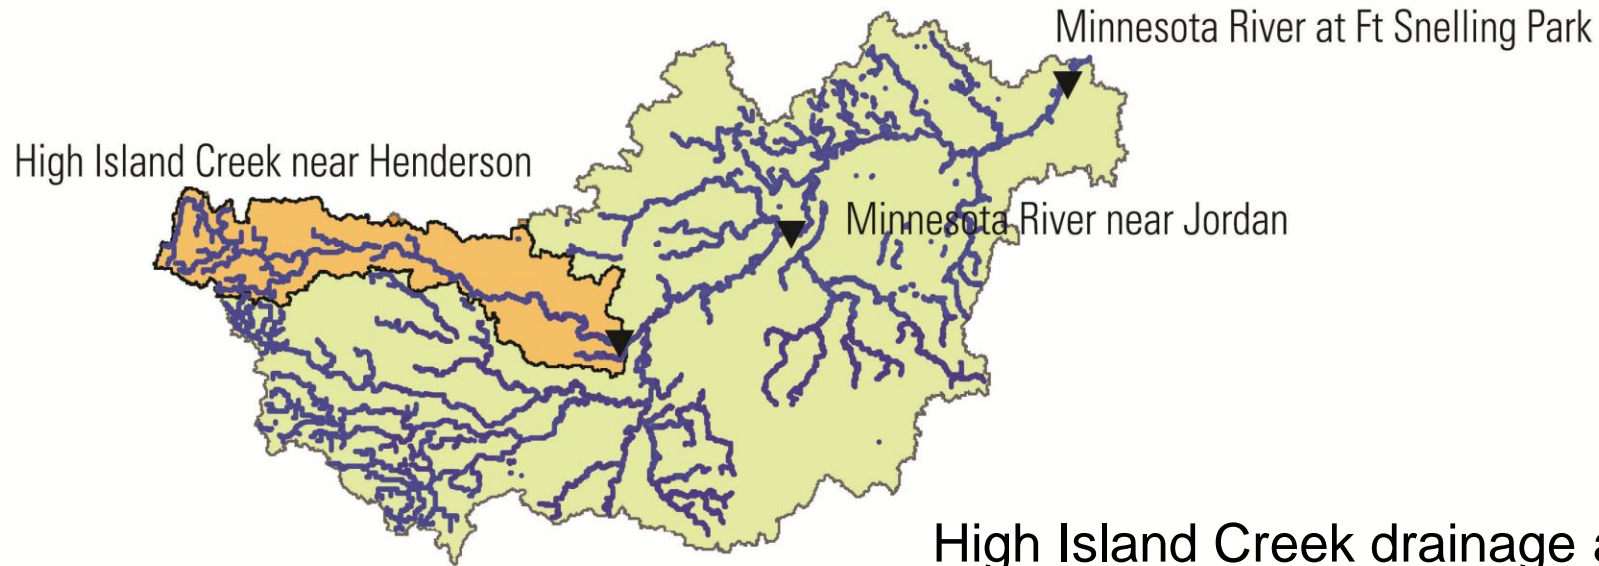 Minnesota River at Ft Snelling Park
High Island Creek near Henderson
Minnesota River near Jordan
High Island Creek drainage a